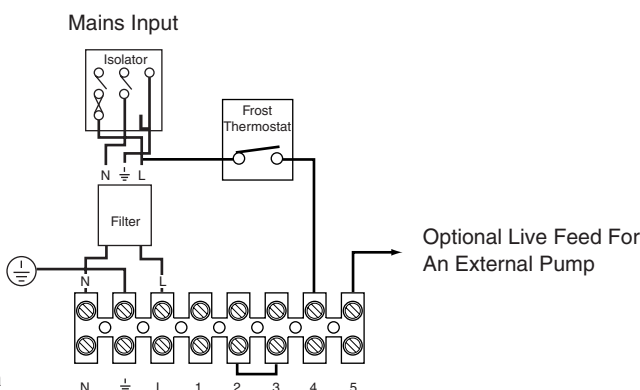 Mains Input
Isolator
Frost
Thermostat
N ⏚ L
Filter
Optional Live Feed For
An External Pump
N L
N ⏚ L 1 2 3 4 5